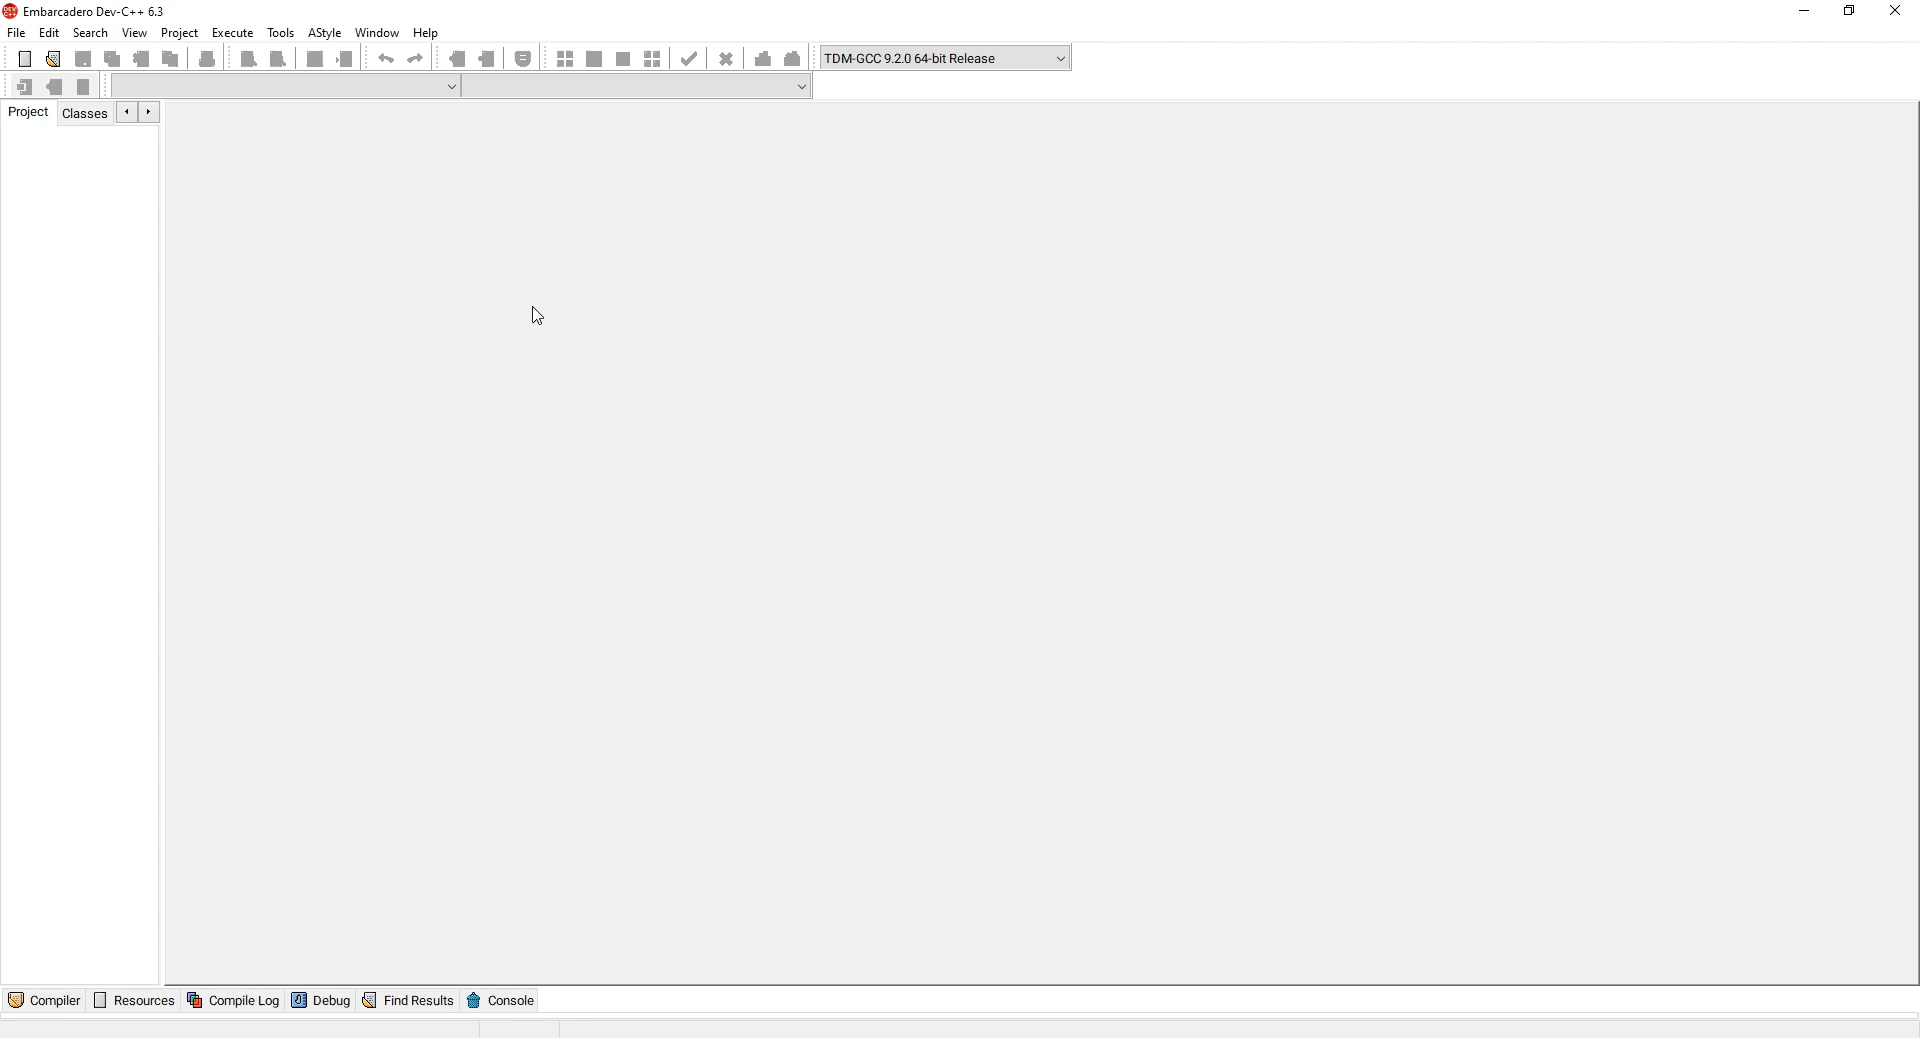 Embarcadero Dev-C++ 6.3
File Edit Search View Project Execute Tools AStyle Window Help
TDM-GCC 9.2.0 64-bit Release
Project Classes
Compiler Resources Compile Log Debug Find Results Console